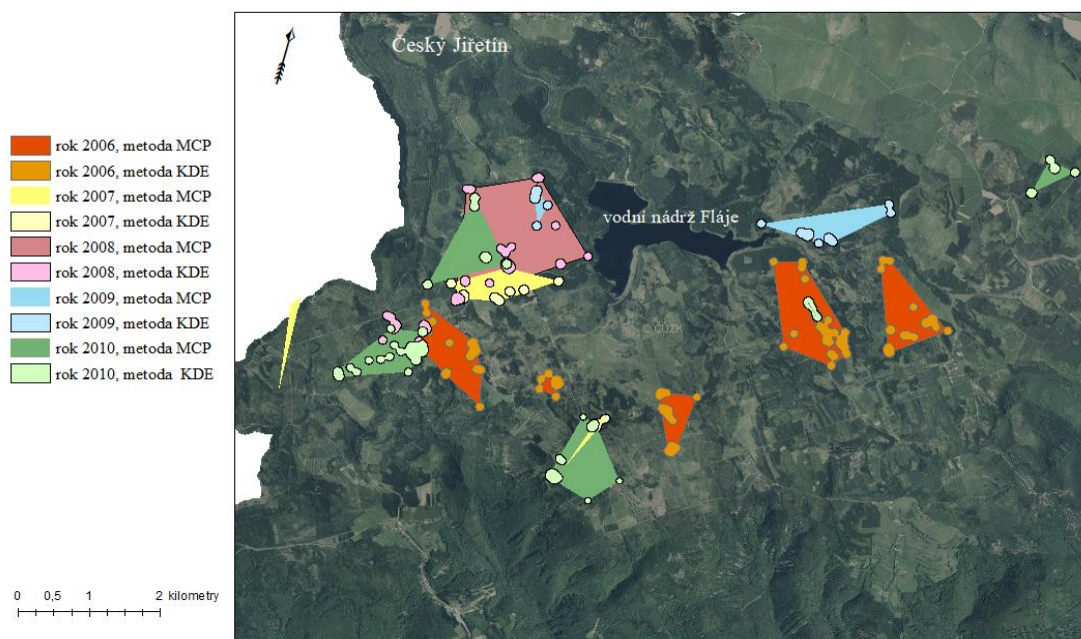 Český Jiřetín
rok 2006, metoda MCP
rok 2006, metoda KDE
rok 2007, metoda MCP
rok 2007, metoda KDE
rok 2008, metoda MCP
rok 2008, metoda KDE
rok 2009, metoda MCP
rok 2009, metoda KDE
rok 2010, metoda MCP
rok 2010, metoda KDE
vodní nádrž Fláje
© ČÚZK
0 0,5 1 2 kilometry